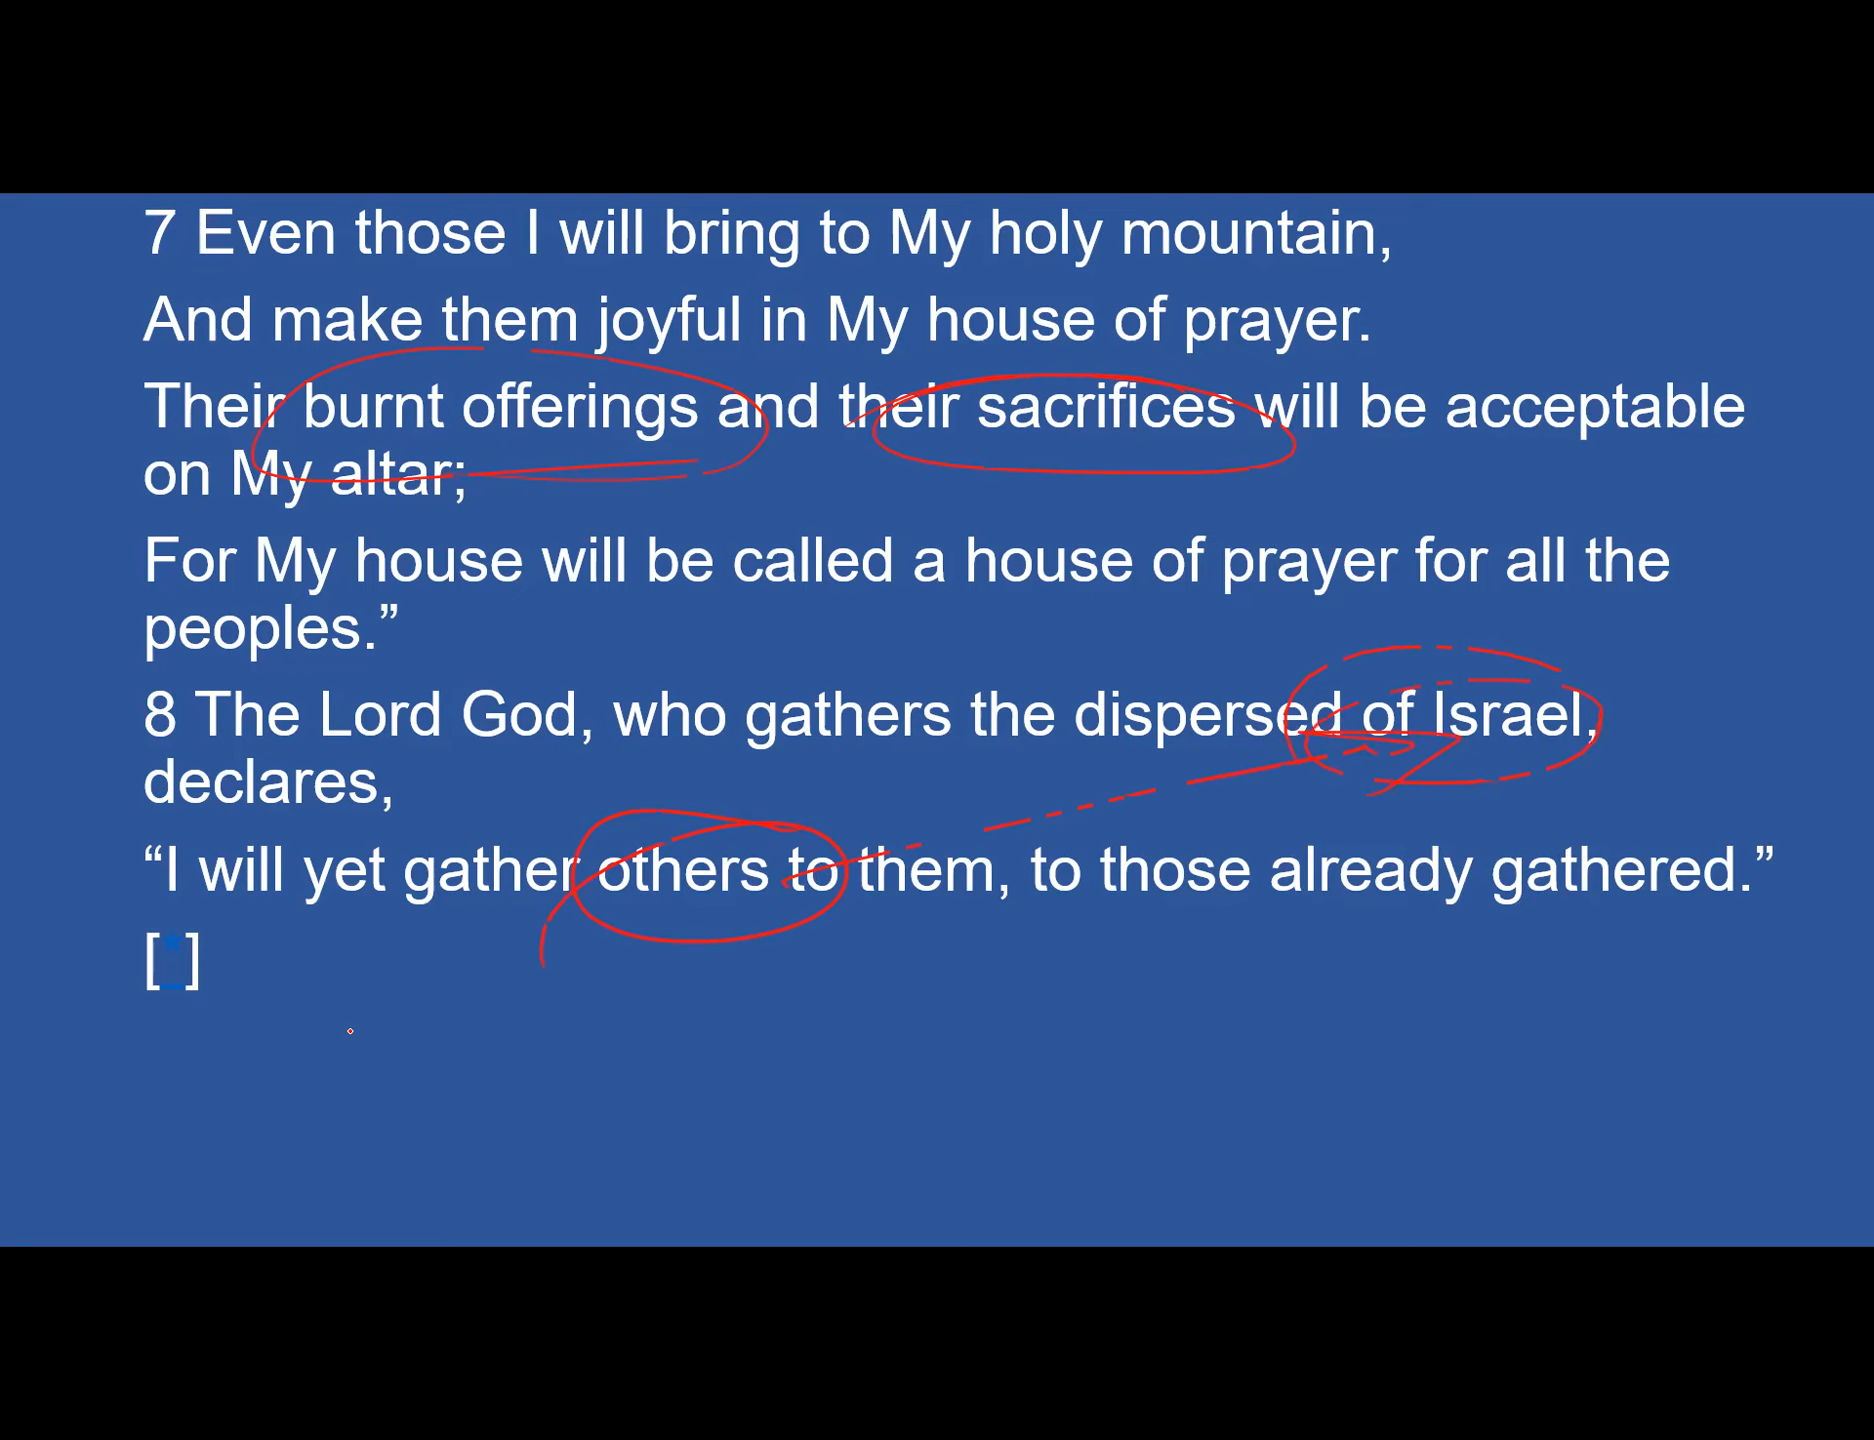 7 Even those I will bring to My holy mountain,
And make them joyful in My house of prayer.
Their burnt offerings and their sacrifices will be acceptable
on My altar;
For My house will be called a house of prayer for all the
peoples.”
8 The Lord God, who gathers the dispersed of Israel,
declares,
“I will yet gather others to them, to those already gathered.”
[*]